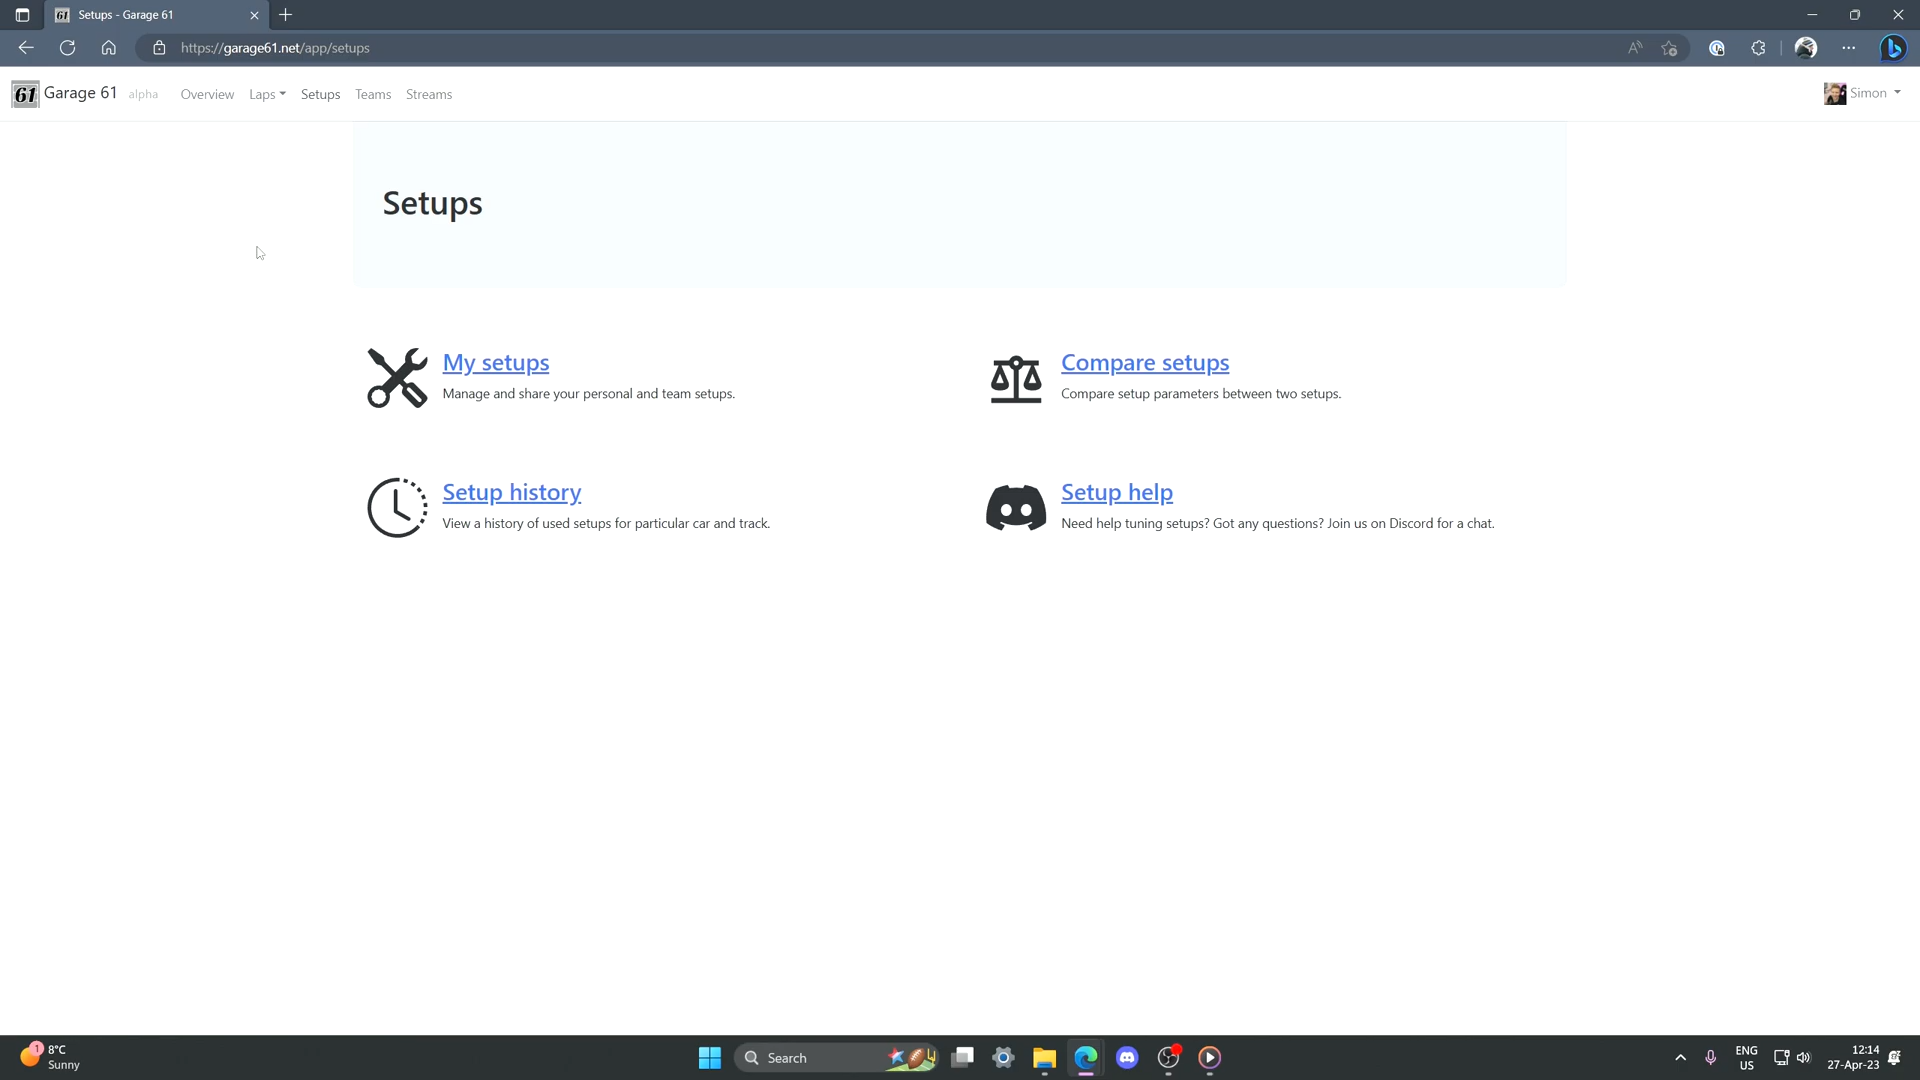 Setups - Garage 61
https://garage61.net/app/setups
61 Garage 61 alpha Overview Laps Setups Teams Streams Simon
Setups
My setups
Manage and share your personal and team setups.
Compare setups
Compare setup parameters between two setups.
Setup history
View a history of used setups for particular car and track.
Setup help
Need help tuning setups? Got any questions? Join us on Discord for a chat.
1
8°C
Sunny
Search
ENG
US
12:14
27-Apr-23